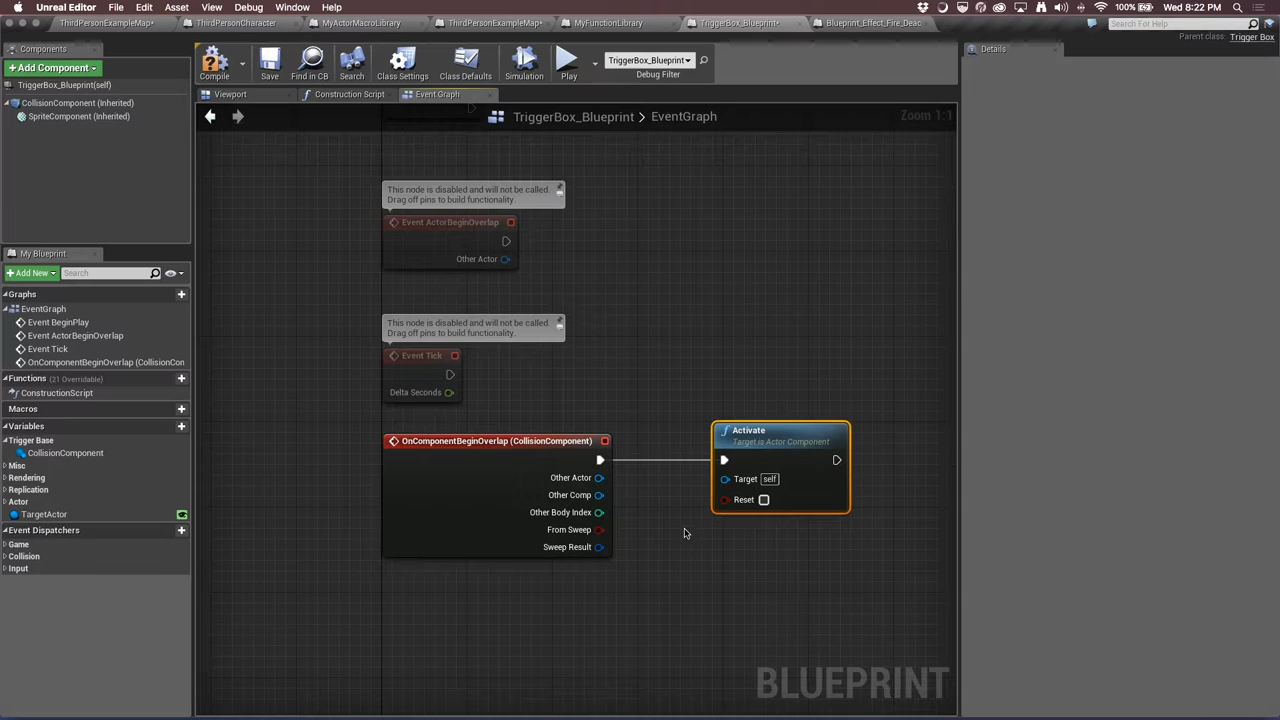 Unreal Editor File Edit Asset View Debug Window Help 100% Wed 8:22 PM
ThirdPersonExampleMap• ThirdPersonCharacter MyActorMacroLibrary ThirdPersonExampleMap• MyFunctionLibrary TriggerBox_Blueprint• Blueprint_Effect_Fire_Deac
Search For Help
Parent class: Trigger Box
Components
+Add Component
TriggerBox_Blueprint(self)
CollisionComponent (Inherited)
SpriteComponent (Inherited)
Compile
Save
Find in CB
Search
Class Settings
Class Defaults
Simulation
Play
TriggerBox_Blueprint
Debug Filter
Details
Viewport
Construction Script
Event Graph
TriggerBox_Blueprint > EventGraph
Zoom 1:1
This node is disabled and will not be called.
Drag off pins to build functionality.
Event ActorBeginOverlap
Other Actor
This node is disabled and will not be called.
Drag off pins to build functionality.
Event Tick
Delta Seconds
OnComponentBeginOverlap (CollisionComponent)
Other Actor
Other Comp
Other Body Index
From Sweep
Sweep Result
Activate
Target is Actor Component
Target self
Reset
My Blueprint
+Add New
Search
Graphs
EventGraph
Event BeginPlay
Event ActorBeginOverlap
Event Tick
OnComponentBeginOverlap (CollisionCon
Functions (21 Overridable)
ConstructionScript
Macros
Variables
Trigger Base
CollisionComponent
Misc
Rendering
Replication
Actor
TargetActor
Event Dispatchers
Game
Collision
Input
BLUEPRINT